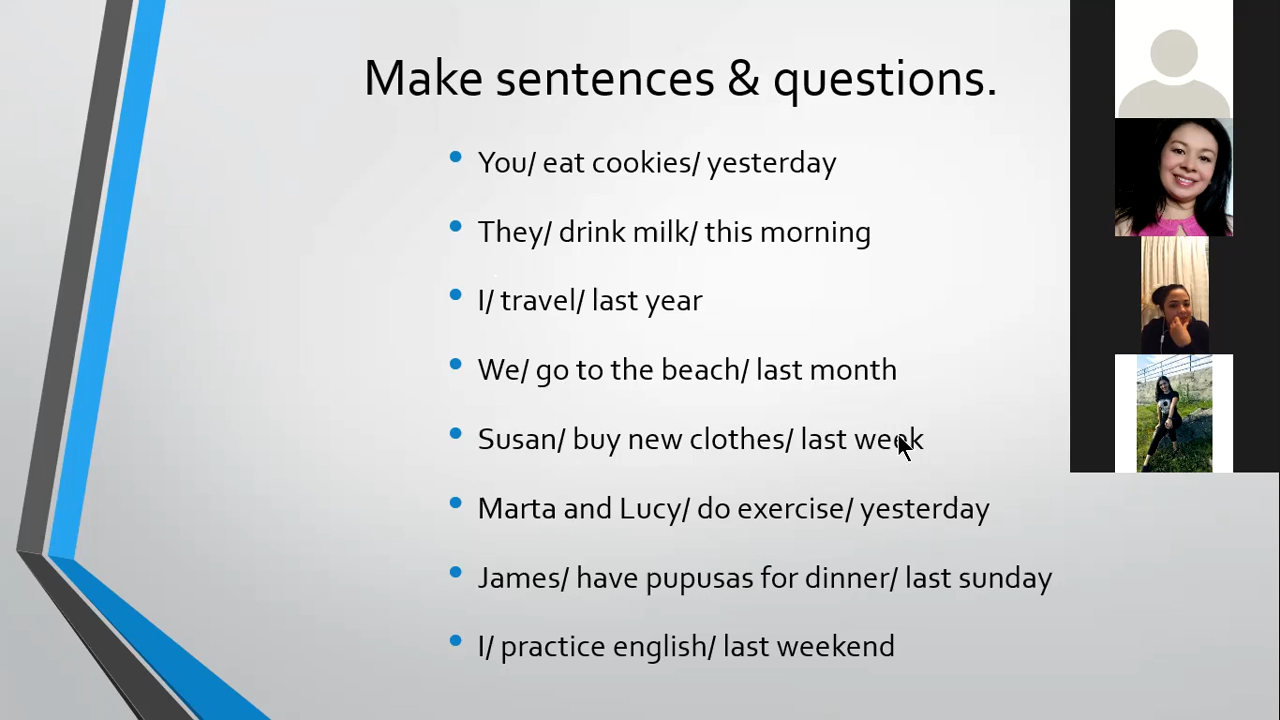 Make sentences & questions.
You/ eat cookies/ yesterday
They/ drink milk/ this morning
I/ travel/ last year
We/ go to the beach/ last month
Susan/ buy new clothes/ last week
Marta and Lucy/ do exercise/ yesterday
James/ have pupusas for dinner/ last sunday
I/ practice english/ last weekend